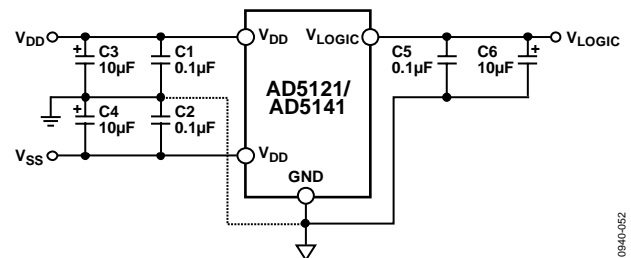 VDD
VDD
VLOGIC
VLOGIC
+ C3
10µF
C1
0.1µF
C5
0.1µF
C6 +
10µF
AD5121/
AD5141
+ C4
10µF
C2
0.1µF
VSS
VDD
GND
0940-052